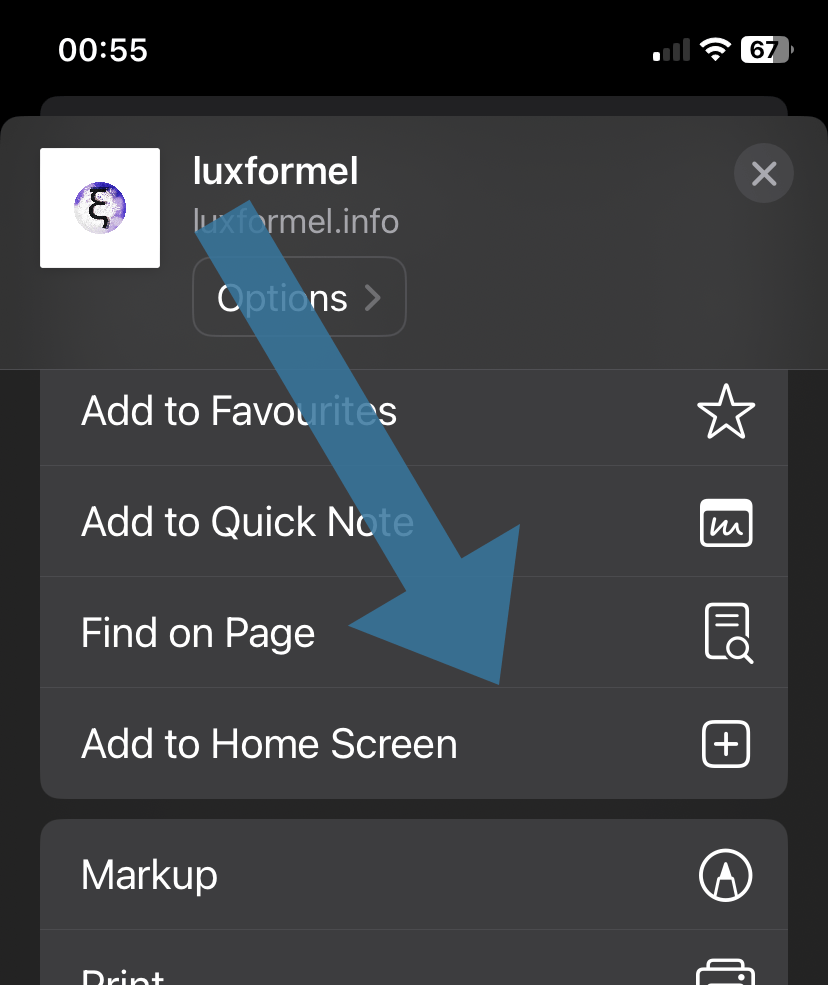 00:55
67
ξ
luxformel
luxformel.info
Options
Add to Favourites
Add to Quick Note
Find on Page
Add to Home Screen
Markup
Print